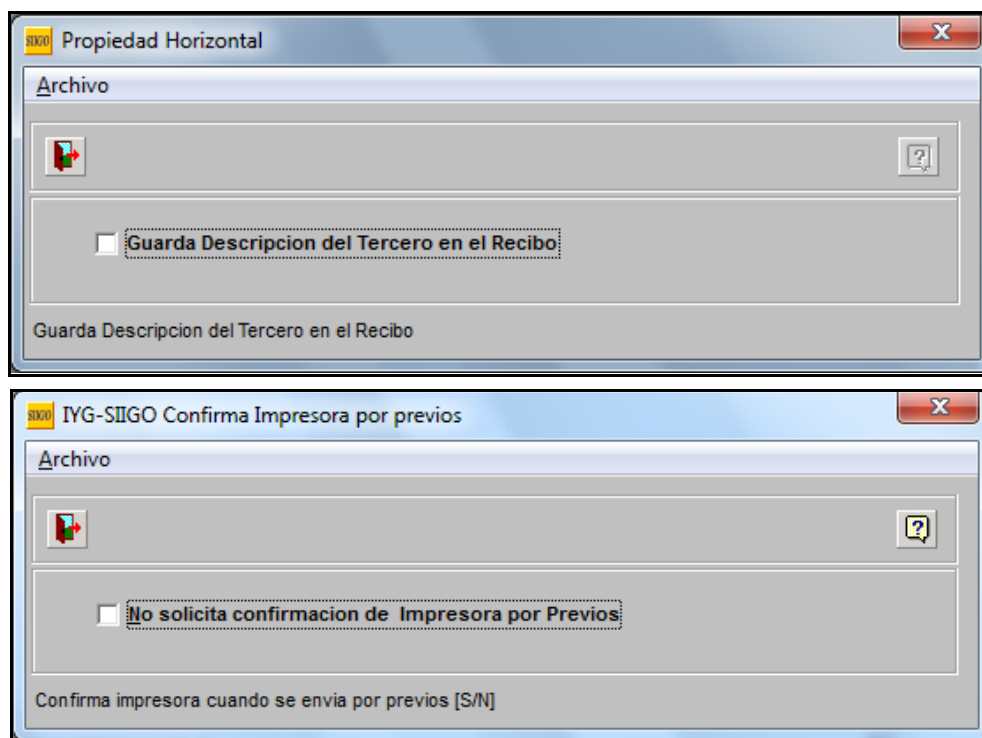 SIIGO Propiedad Horizontal
Archivo
Guarda Descripcion del Tercero en el Recibo
Guarda Descripcion del Tercero en el Recibo
SIIGO IYG-SIIGO Confirma Impresora por previos
Archivo
No solicita confirmacion de Impresora por Previos
Confirma impresora cuando se envia por previos [S/N]